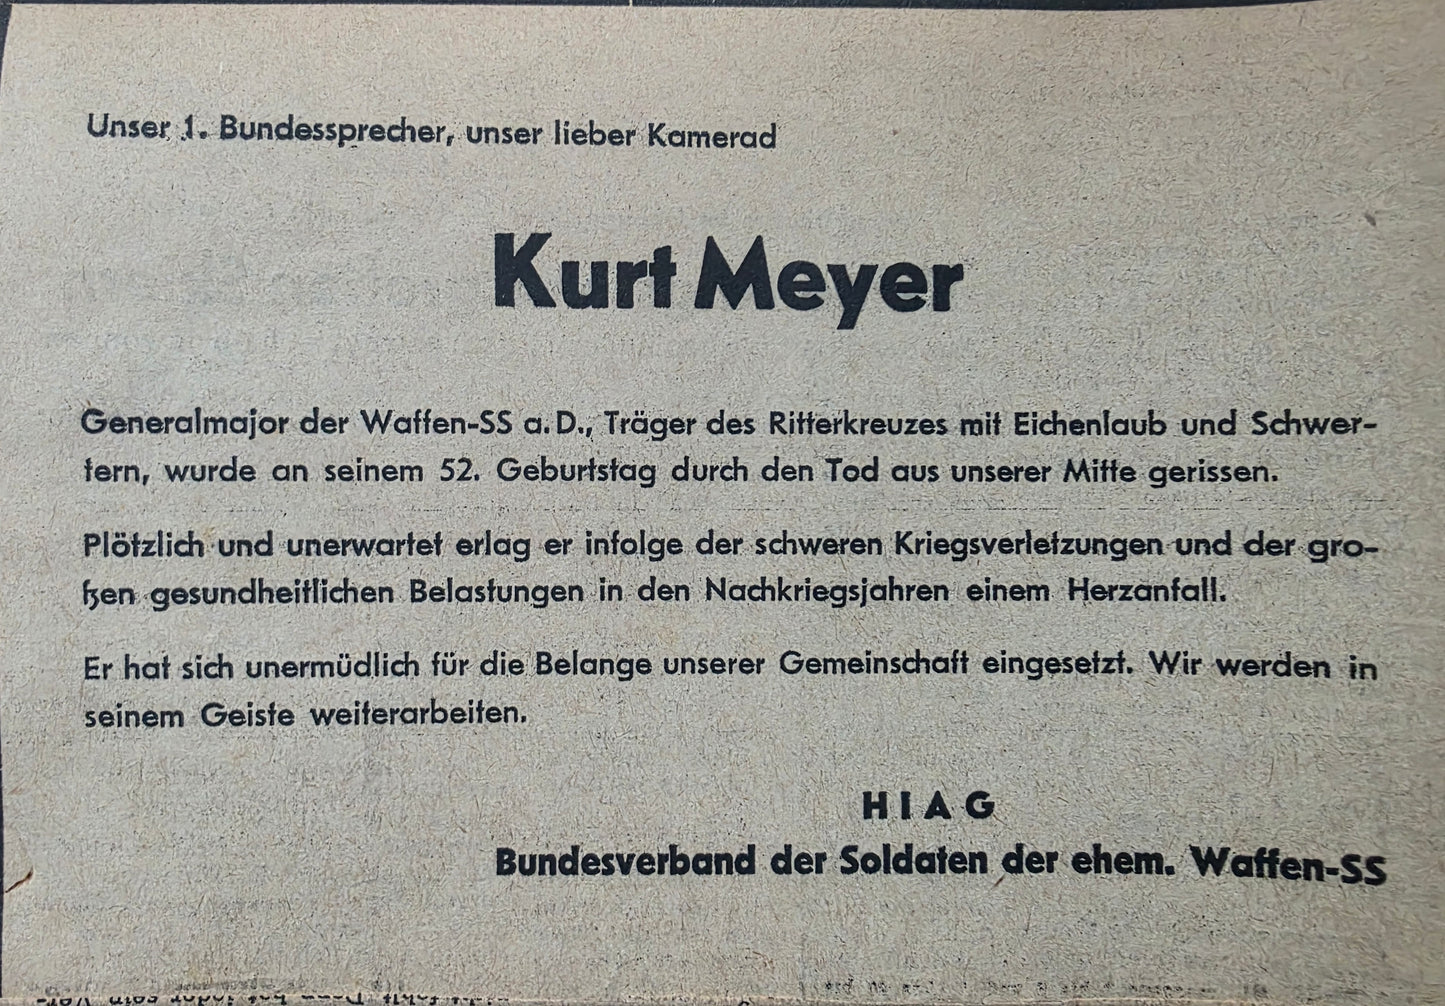 Unser 1. Bundessprecher, unser lieber Kamerad
Kurt Meyer
Generalmajor der Waffen-SS a. D., Träger des Ritterkreuzes mit Eichenlaub und Schwer-
tern, wurde an seinem 52. Geburtstag durch den Tod aus unserer Mitte gerissen.
Plötzlich und unerwartet erlag er infolge der schweren Kriegsverletzungen und der gro-
ßen gesundheitlichen Belastungen in den Nachkriegsjahren einem Herzanfall.
Er hat sich unermüdlich für die Belange unserer Gemeinschaft eingesetzt. Wir werden in
seinem Geiste weiterarbeiten.
HIAG
Bundesverband der Soldaten der ehem. Waffen-SS